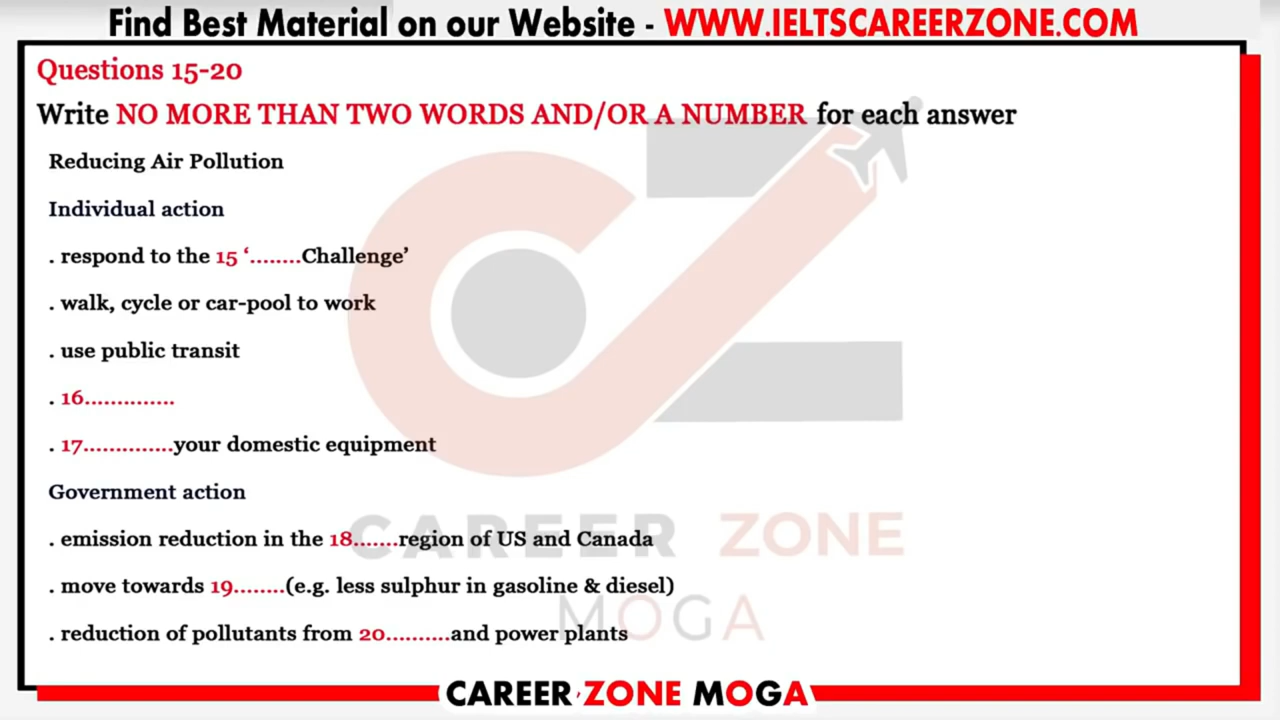 Find Best Material on our Website - WWW.IELTSCAREERZONE.COM
Questions 15-20
Write NO MORE THAN TWO WORDS AND/OR A NUMBER for each answer
Reducing Air Pollution
Individual action
. respond to the 15 ‘........Challenge’
. walk, cycle or car-pool to work
. use public transit
. 16..............
. 17..............your domestic equipment
Government action
. emission reduction in the 18.......region of US and Canada
. move towards 19........(e.g. less sulphur in gasoline & diesel)
. reduction of pollutants from 20..........and power plants
CAREER ZONE
MOGA
CAREER ZONE MOGA